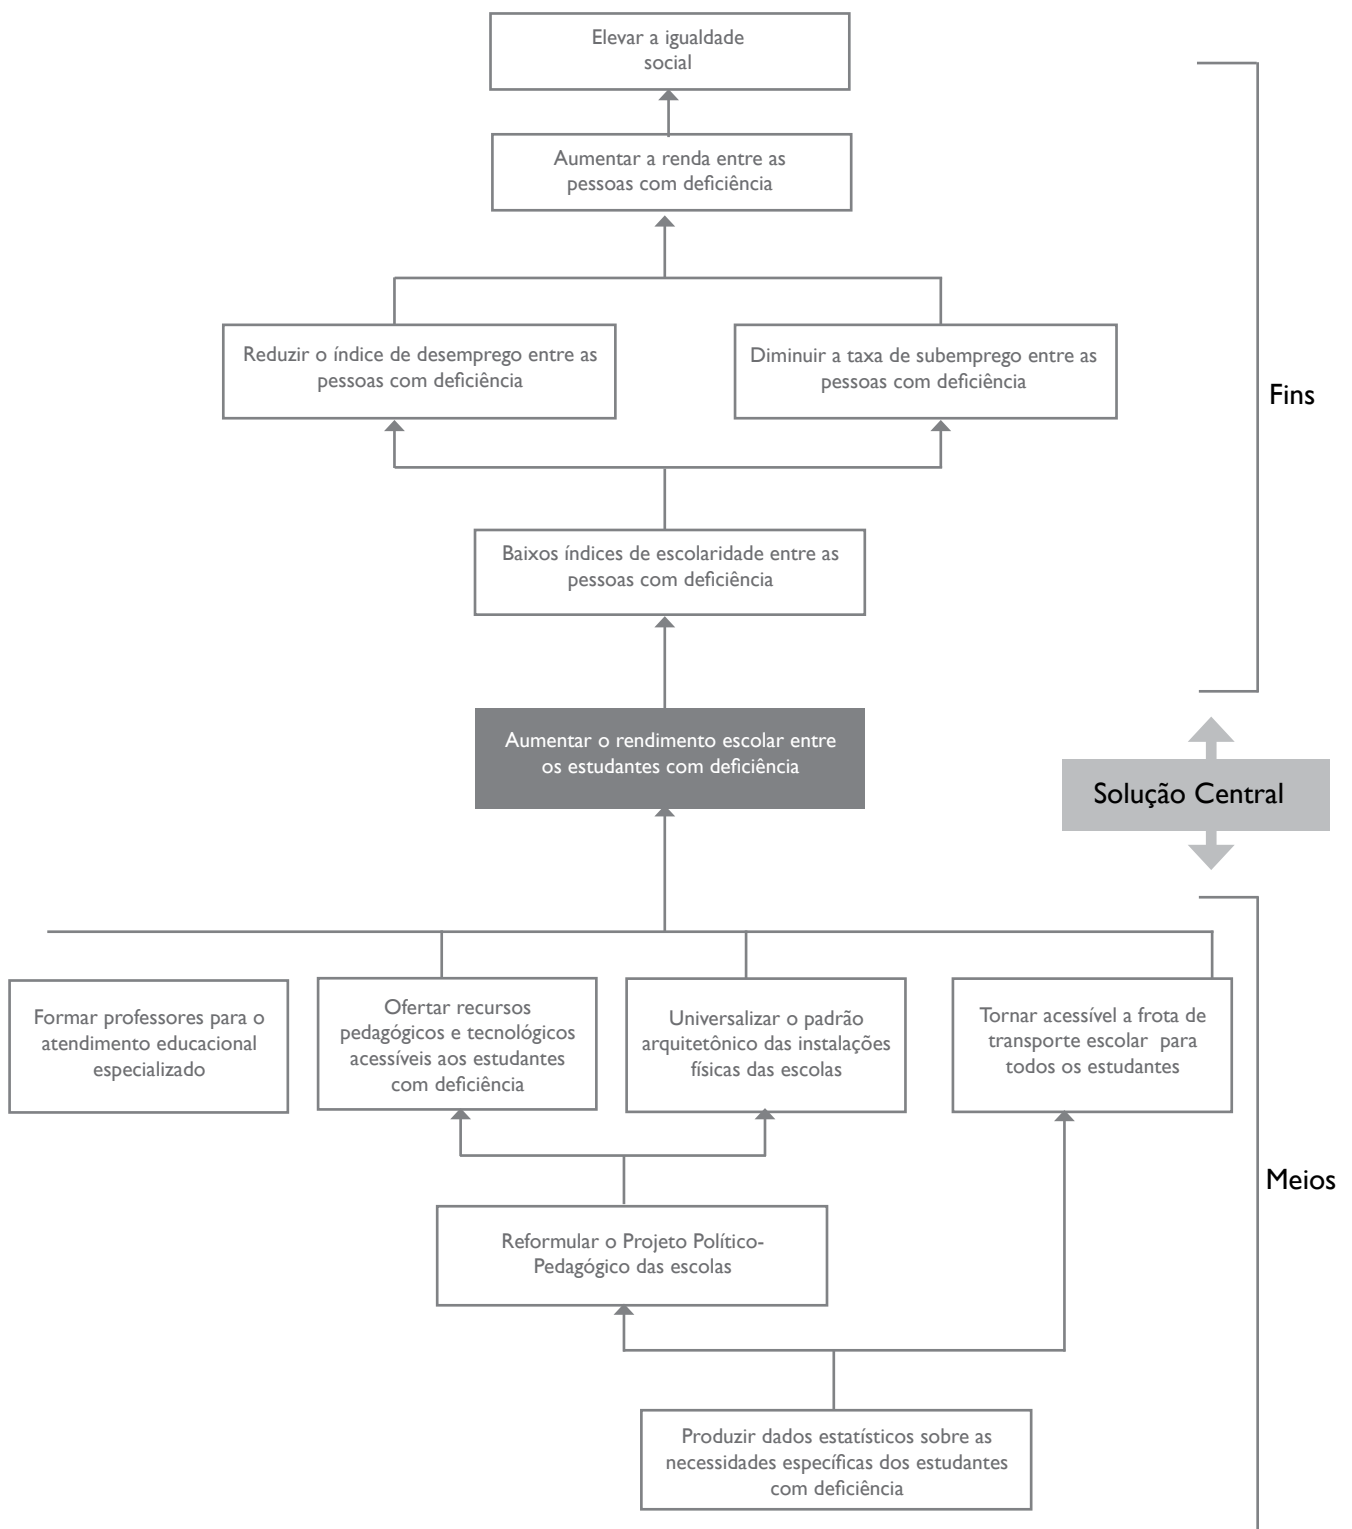 Elevar a igualdade
social
Aumentar a renda entre as
pessoas com deficiência
Reduzir o índice de desemprego entre as
pessoas com deficiência
Diminuir a taxa de subemprego entre as
pessoas com deficiência
Fins
Baixos índices de escolaridade entre as
pessoas com deficiência
Aumentar o rendimento escolar entre
os estudantes com deficiência
Solução Central
Formar professores para o
atendimento educacional
especializado
Ofertar recursos
pedagógicos e tecnológicos
acessíveis aos estudantes
com deficiência
Universalizar o padrão
arquitetônico das instalações
físicas das escolas
Tornar acessível a frota de
transporte escolar para
todos os estudantes
Meios
Reformular o Projeto Político-
Pedagógico das escolas
Produzir dados estatísticos sobre as
necessidades específicas dos estudantes
com deficiência